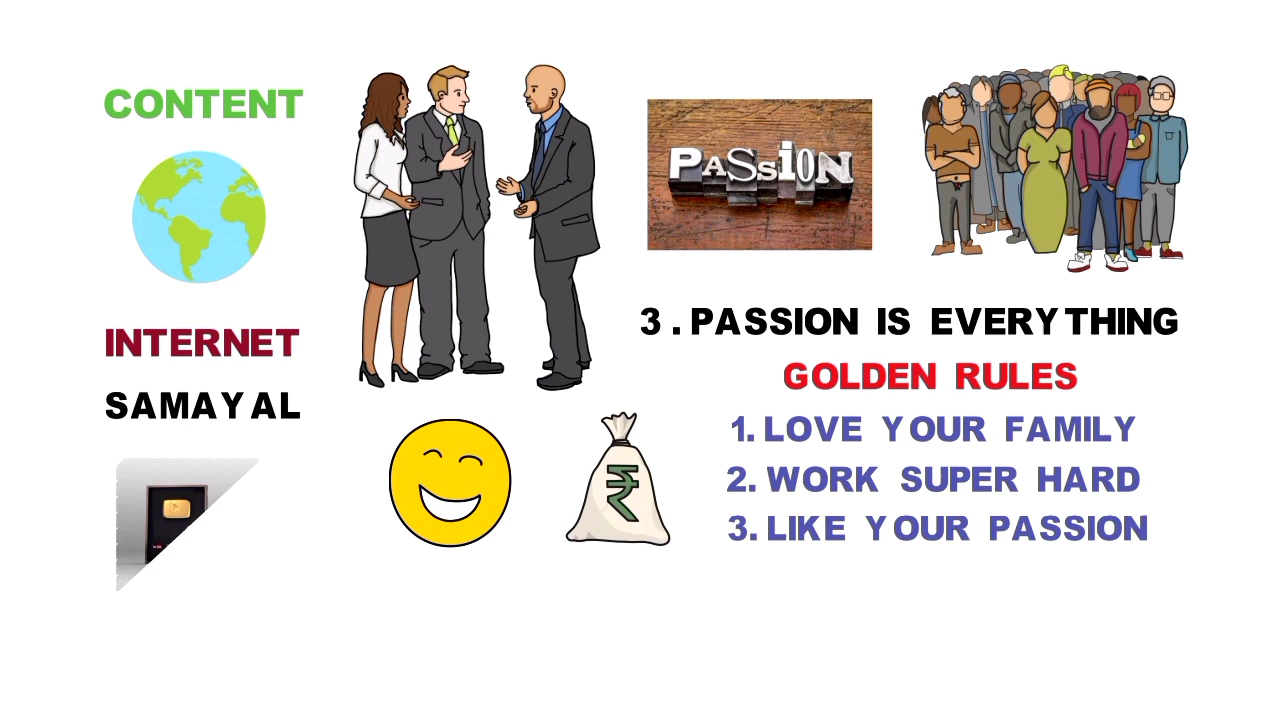 CONTENT
INTERNET
SAMAYAL
PASSiON
3 . PASSION IS EVERYTHING
GOLDEN RULES
1. LOVE YOUR FAMILY
2. WORK SUPER HARD
3. LIKE YOUR PASSION